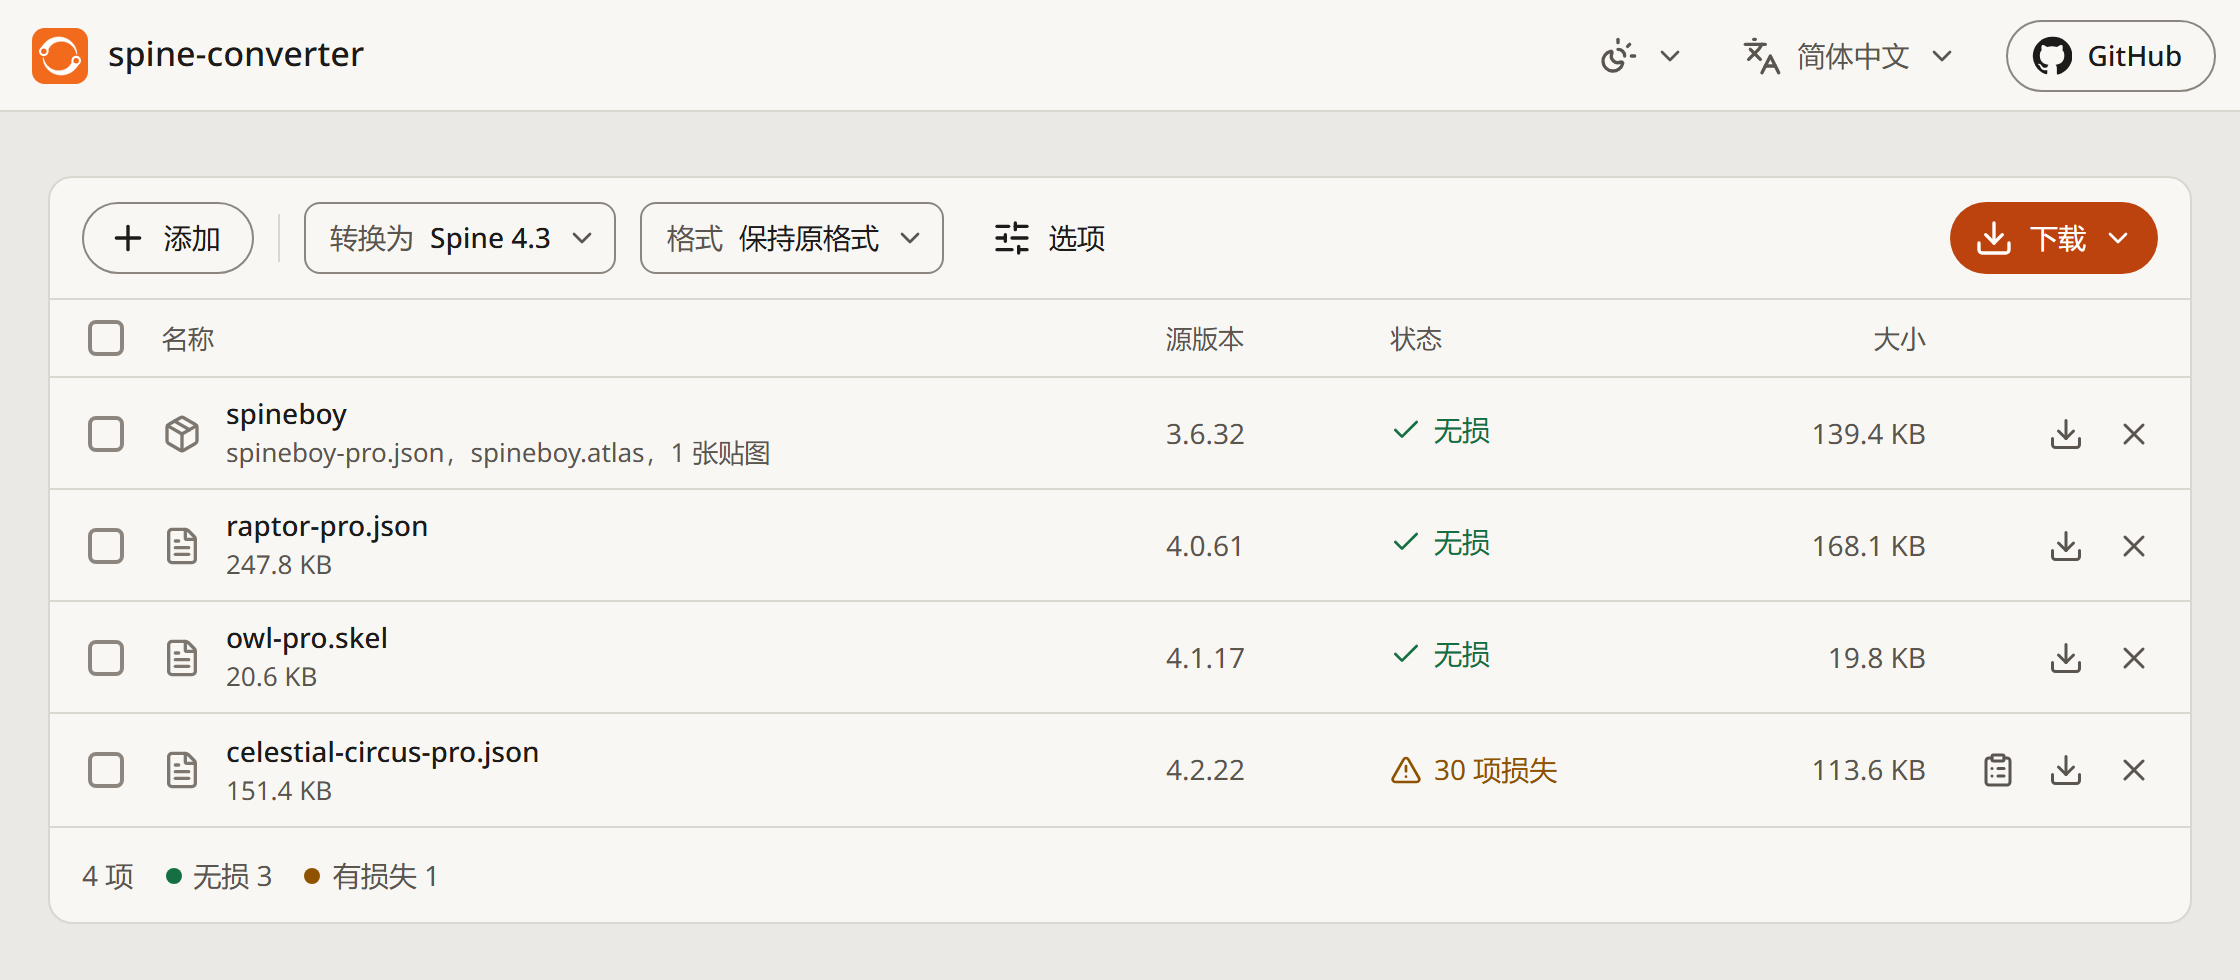 spine-converter
简体中文
GitHub
添加
转换为 Spine 4.3
格式 保持原格式
选项
下载
名称 源版本 状态 大小
spineboy
spineboy-pro.json，spineboy.atlas，1 张贴图
3.6.32 无损 139.4 KB
raptor-pro.json
247.8 KB
4.0.61 无损 168.1 KB
owl-pro.skel
20.6 KB
4.1.17 无损 19.8 KB
celestial-circus-pro.json
151.4 KB
4.2.22 30 项损失 113.6 KB
4 项 无损 3 有损失 1